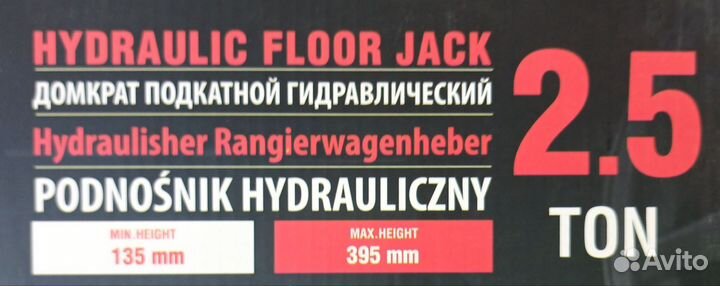 HYDRAULIC FLOOR JACK
ДОМКРАТ ПОДКАТНОЙ ГИДРАВЛИЧЕСКИЙ
Hydraulisher Rangierwagenheber
PODNOŚNIK HYDRAULICZNY
MIN.HEIGHT
135 mm
MAX.HEIGHT
395 mm
2.5
TON
Avito